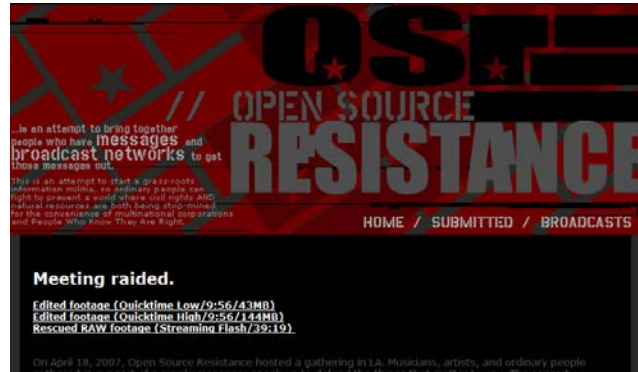 OSR
// OPEN SOURCE
RESISTANCE
...is an attempt to bring together
people who have messages and
broadcast networks to get
those messages out.
This is an attempt to start a grass-roots
information militia, so ordinary people can
fight to prevent a world where civil rights AND
natural resources are both being strip-mined
for the convenience of multinational corporations
and People Who Know They Are Right.
HOME / SUBMITTED / BROADCASTS
Meeting raided.
Edited footage (Quicktime Low/9:56/43MB)
Edited footage (Quicktime High/9:56/144MB)
Rescued RAW footage (Streaming Flash/39:19)
On April 18, 2007, Open Source Resistance hosted a gathering in LA. Musicians, artists, and ordinary people